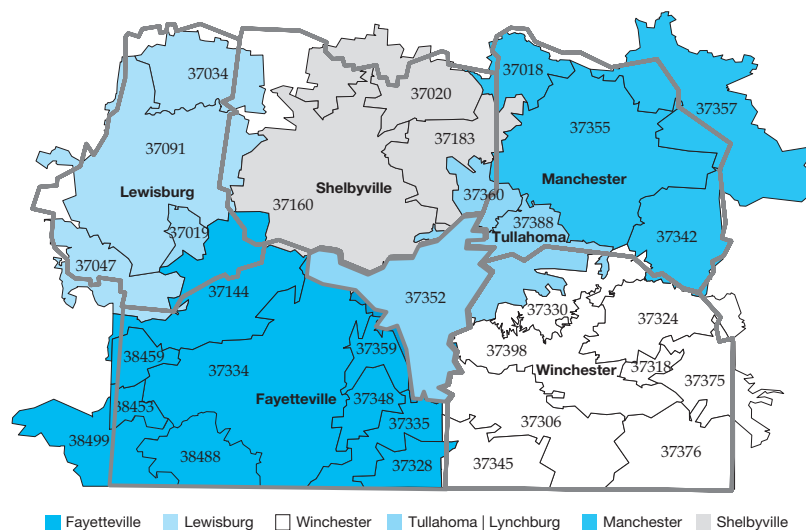 37034
37018
37020
37357
37355
37183
37091
Lewisburg
Shelbyville
37360
Manchester
37160
37388
37019
Tullahoma
37342
37047
37144
37352
37330
37324
38459
37359
37398
37334
37318
Winchester
37375
38453
Fayetteville
37348
38499
37335
37306
38488
37328
37345
37376
Fayetteville
Lewisburg
Winchester
Tullahoma | Lynchburg
Manchester
Shelbyville